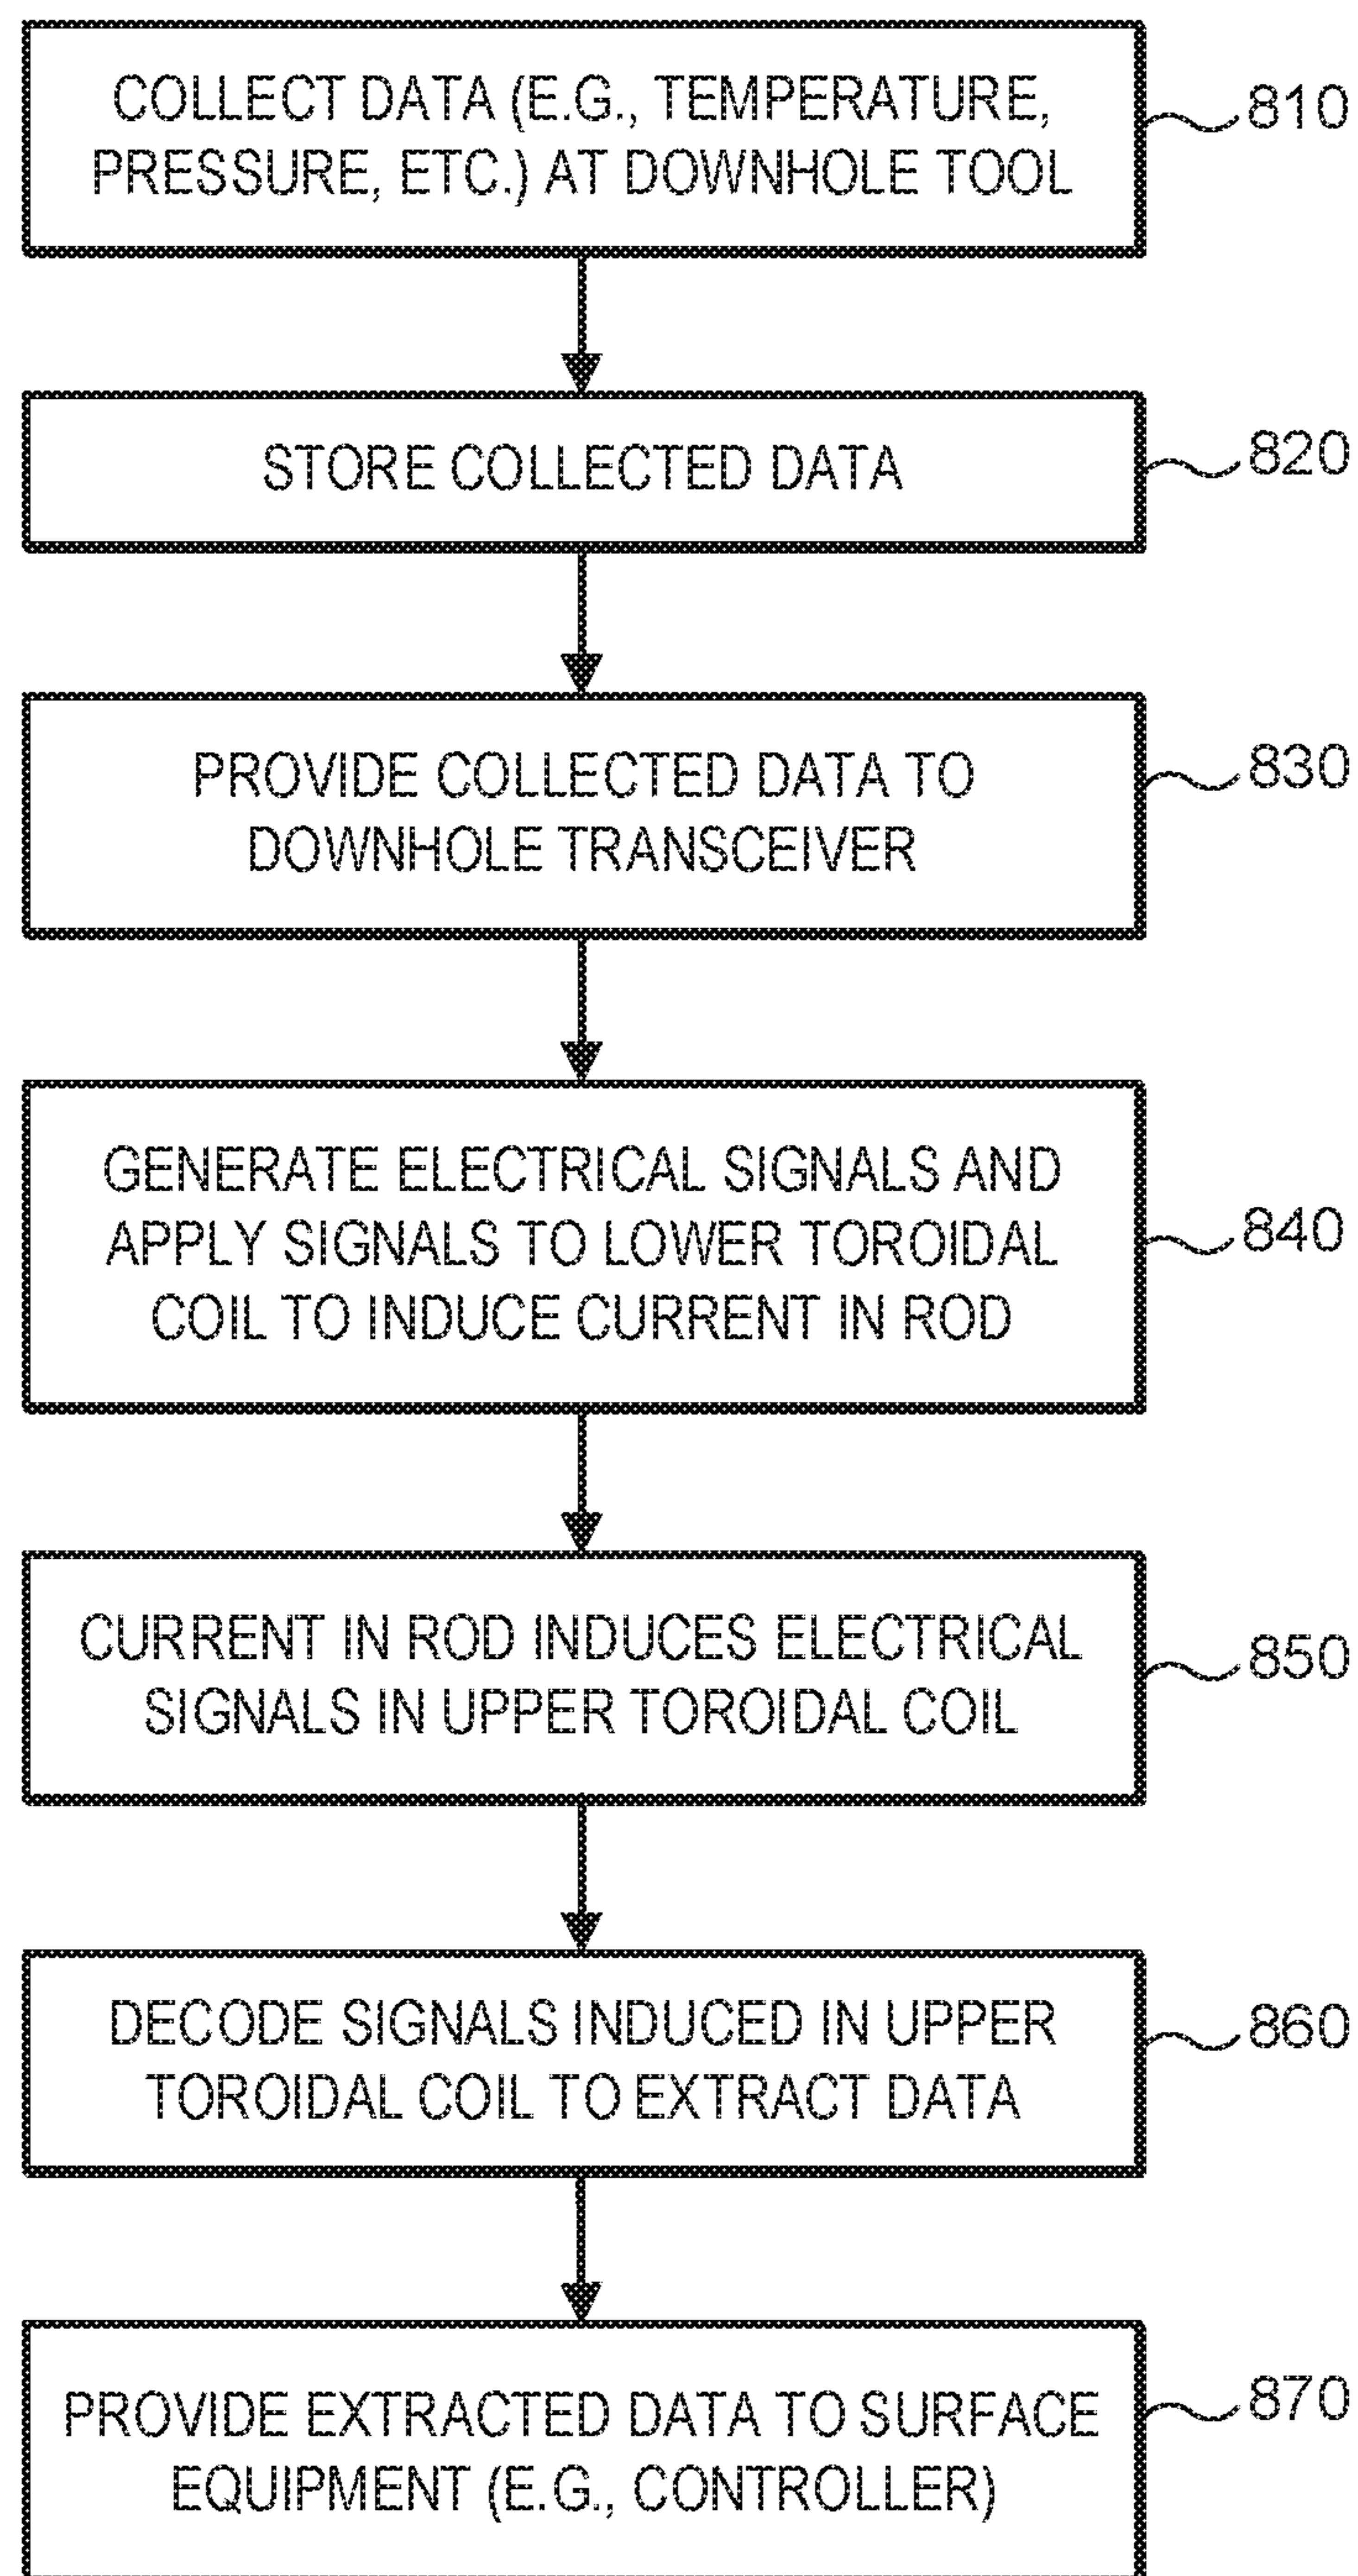 COLLECT DATA (E.G., TEMPERATURE,
PRESSURE, ETC.) AT DOWNHOLE TOOL
810
STORE COLLECTED DATA
820
PROVIDE COLLECTED DATA TO
DOWNHOLE TRANSCEIVER
830
GENERATE ELECTRICAL SIGNALS AND
APPLY SIGNALS TO LOWER TOROIDAL
COIL TO INDUCE CURRENT IN ROD
840
CURRENT IN ROD INDUCES ELECTRICAL
SIGNALS IN UPPER TOROIDAL COIL
850
DECODE SIGNALS INDUCED IN UPPER
TOROIDAL COIL TO EXTRACT DATA
860
PROVIDE EXTRACTED DATA TO SURFACE
EQUIPMENT (E.G., CONTROLLER)
870